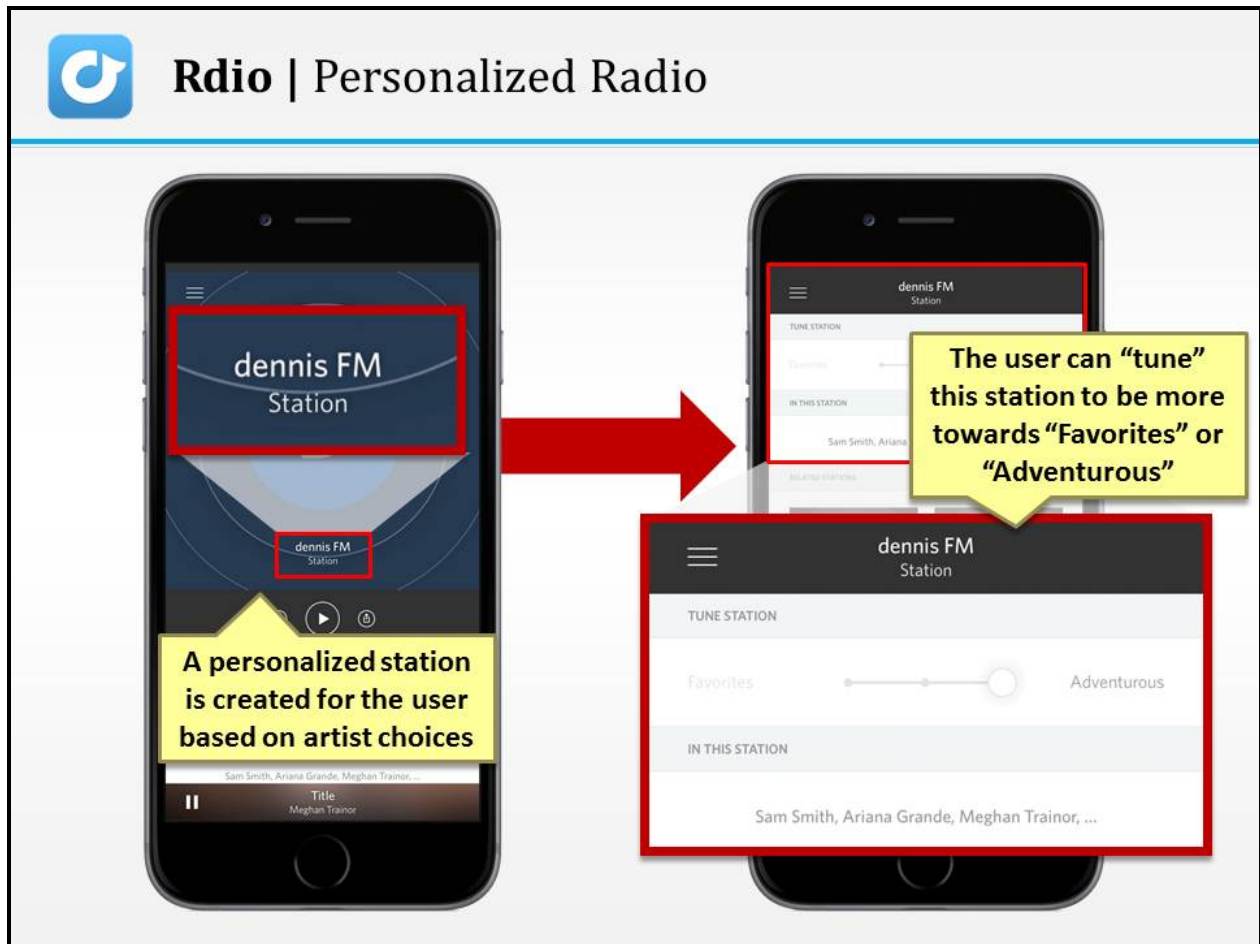 Rdio | Personalized Radio
dennis FM
Station
dennis FM
Station
A personalized station
is created for the user
based on artist choices
Sam Smith, Ariana Grande, Meghan Trainor, ...
Title
Meghan Trainor
dennis FM
Station
TUNE STATION
Favorites
IN THIS STATION
Sam Smith, Ariana
RELATED STATIONS
The user can “tune”
this station to be more
towards “Favorites” or
“Adventurous”
dennis FM
Station
TUNE STATION
Favorites Adventurous
IN THIS STATION
Sam Smith, Ariana Grande, Meghan Trainor, ...